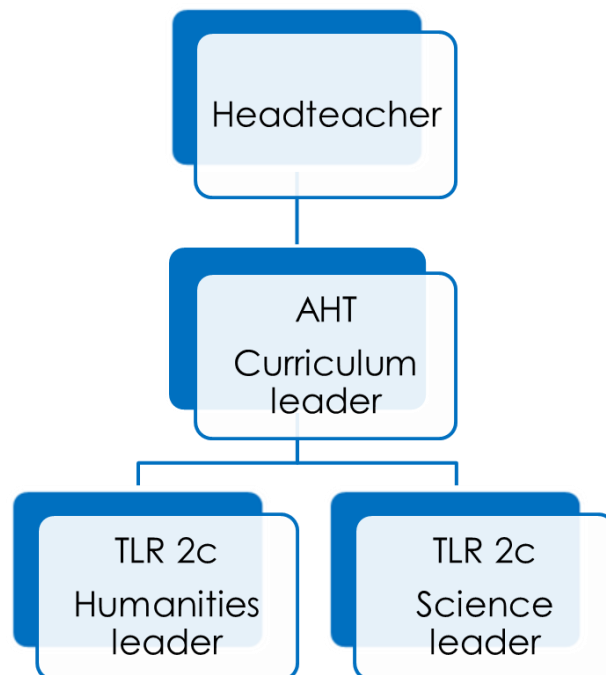 Headteacher
AHT
Curriculum
leader
TLR 2c
Humanities
leader
TLR 2c
Science
leader